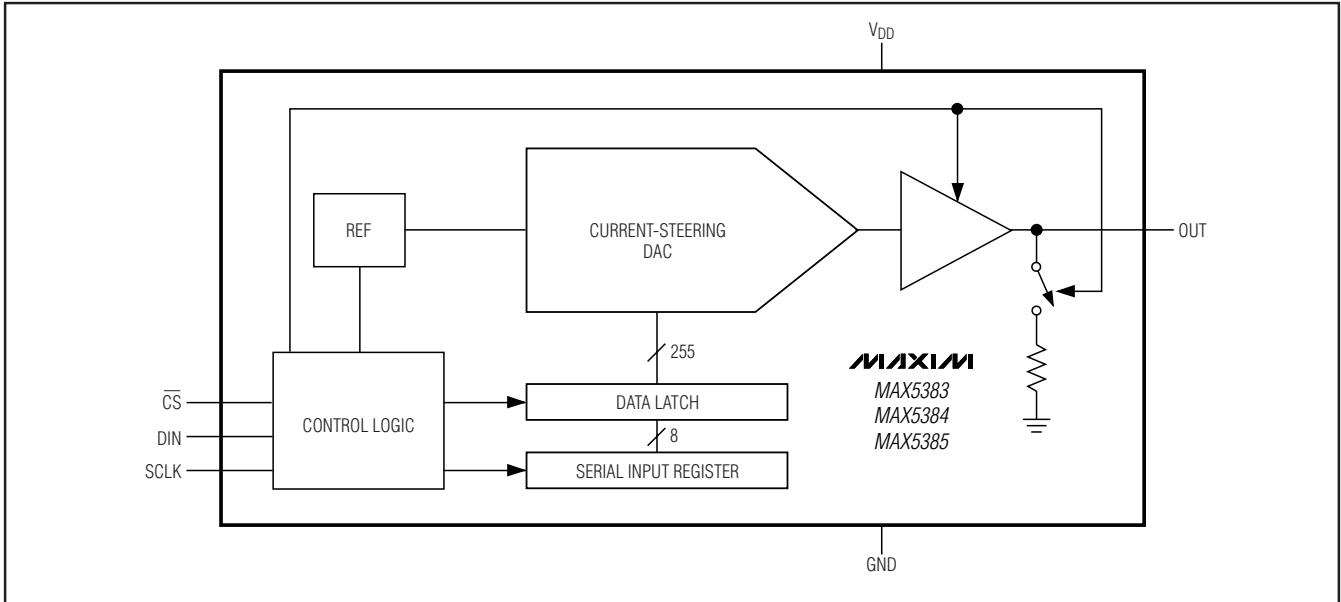 VDD
REF
CURRENT-STEERING
DAC
OUT
255
MAXIM
MAX5383
MAX5384
MAX5385
CS
DIN
SCLK
CONTROL LOGIC
DATA LATCH
8
SERIAL INPUT REGISTER
GND